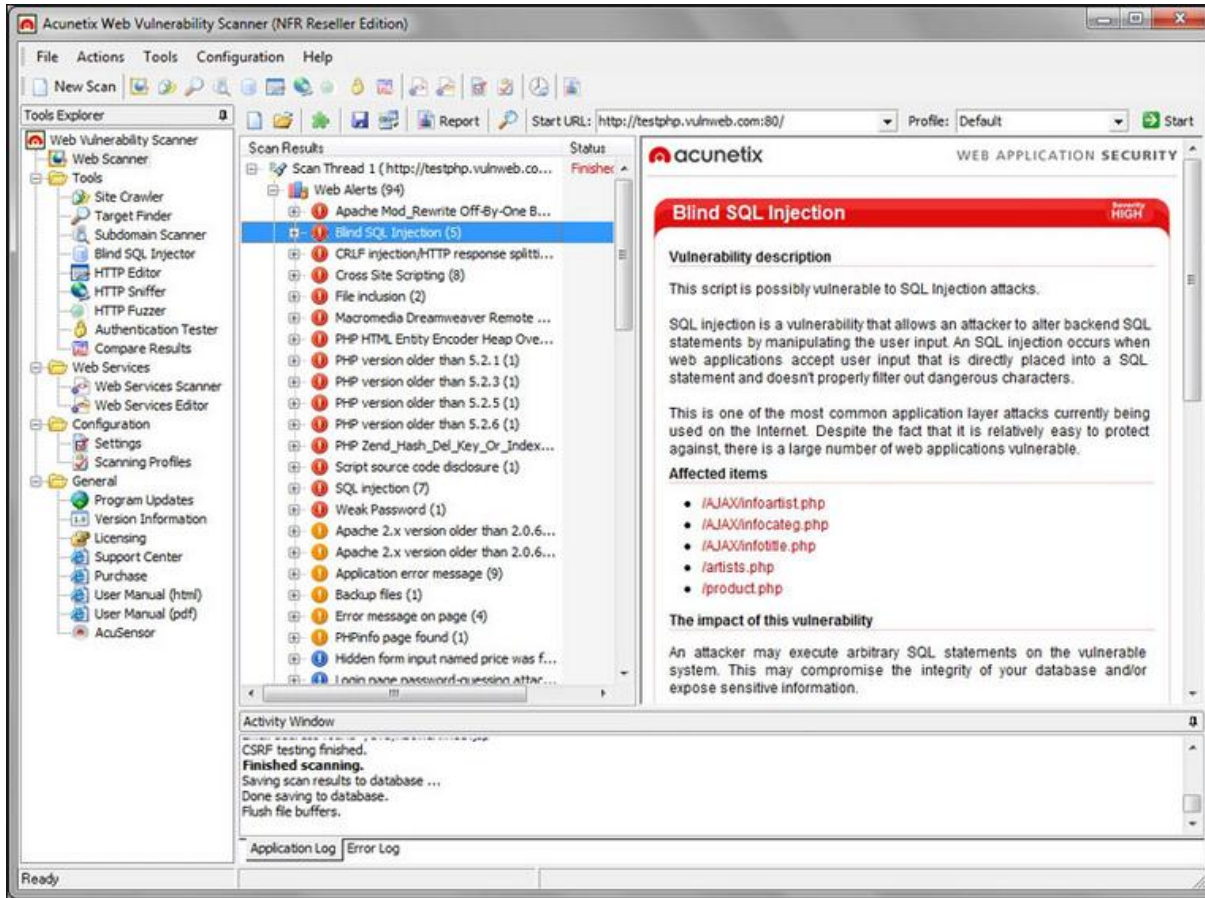 Acunetix Web Vulnerability Scanner (NFR Reseller Edition)
File Actions Tools Configuration Help
New Scan
Tools Explorer
Web Vulnerability Scanner
Web Scanner
Tools
Site Crawler
Target Finder
Subdomain Scanner
Blind SQL Injector
HTTP Editor
HTTP Sniffer
HTTP Fuzzer
Authentication Tester
Compare Results
Web Services
Web Services Scanner
Web Services Editor
Configuration
Settings
Scanning Profiles
General
Program Updates
Version Information
Licensing
Support Center
Purchase
User Manual (html)
User Manual (pdf)
AcuSensor
Report Start URL: http://testphp.vulnweb.com:80/ Profile: Default Start
Scan Results Status
Scan Thread 1 ( http://testphp.vulnweb.co... Finished
Web Alerts (94)
Apache Mod_Rewrite Off-By-One B...
Blind SQL Injection (5)
CRLF injection/HTTP response splitti...
Cross Site Scripting (8)
File inclusion (2)
Macromedia Dreamweaver Remote ...
PHP HTML Entity Encoder Heap Ove...
PHP version older than 5.2.1 (1)
PHP version older than 5.2.3 (1)
PHP version older than 5.2.5 (1)
PHP version older than 5.2.6 (1)
PHP Zend_Hash_Del_Key_Or_Index...
Script source code disclosure (1)
SQL injection (7)
Weak Password (1)
Apache 2.x version older than 2.0.6...
Apache 2.x version older than 2.0.6...
Application error message (9)
Backup files (1)
Error message on page (4)
PHPinfo page found (1)
Hidden form input named price was f...
Login page password-guessing attac...
acunetix WEB APPLICATION SECURITY
Blind SQL Injection Severity HIGH
Vulnerability description
This script is possibly vulnerable to SQL Injection attacks.
SQL injection is a vulnerability that allows an attacker to alter backend SQL
statements by manipulating the user input. An SQL injection occurs when
web applications accept user input that is directly placed into a SQL
statement and doesn't properly filter out dangerous characters.
This is one of the most common application layer attacks currently being
used on the Internet. Despite the fact that it is relatively easy to protect
against, there is a large number of web applications vulnerable.
Affected items
/AJAX/infoartist.php
/AJAX/infocateg.php
/AJAX/infotitle.php
/artists.php
/product.php
The impact of this vulnerability
An attacker may execute arbitrary SQL statements on the vulnerable
system. This may compromise the integrity of your database and/or
expose sensitive information.
Activity Window
CSRF testing finished.
Finished scanning.
Saving scan results to database ...
Done saving to database.
Flush file buffers.
Application Log Error Log
Ready